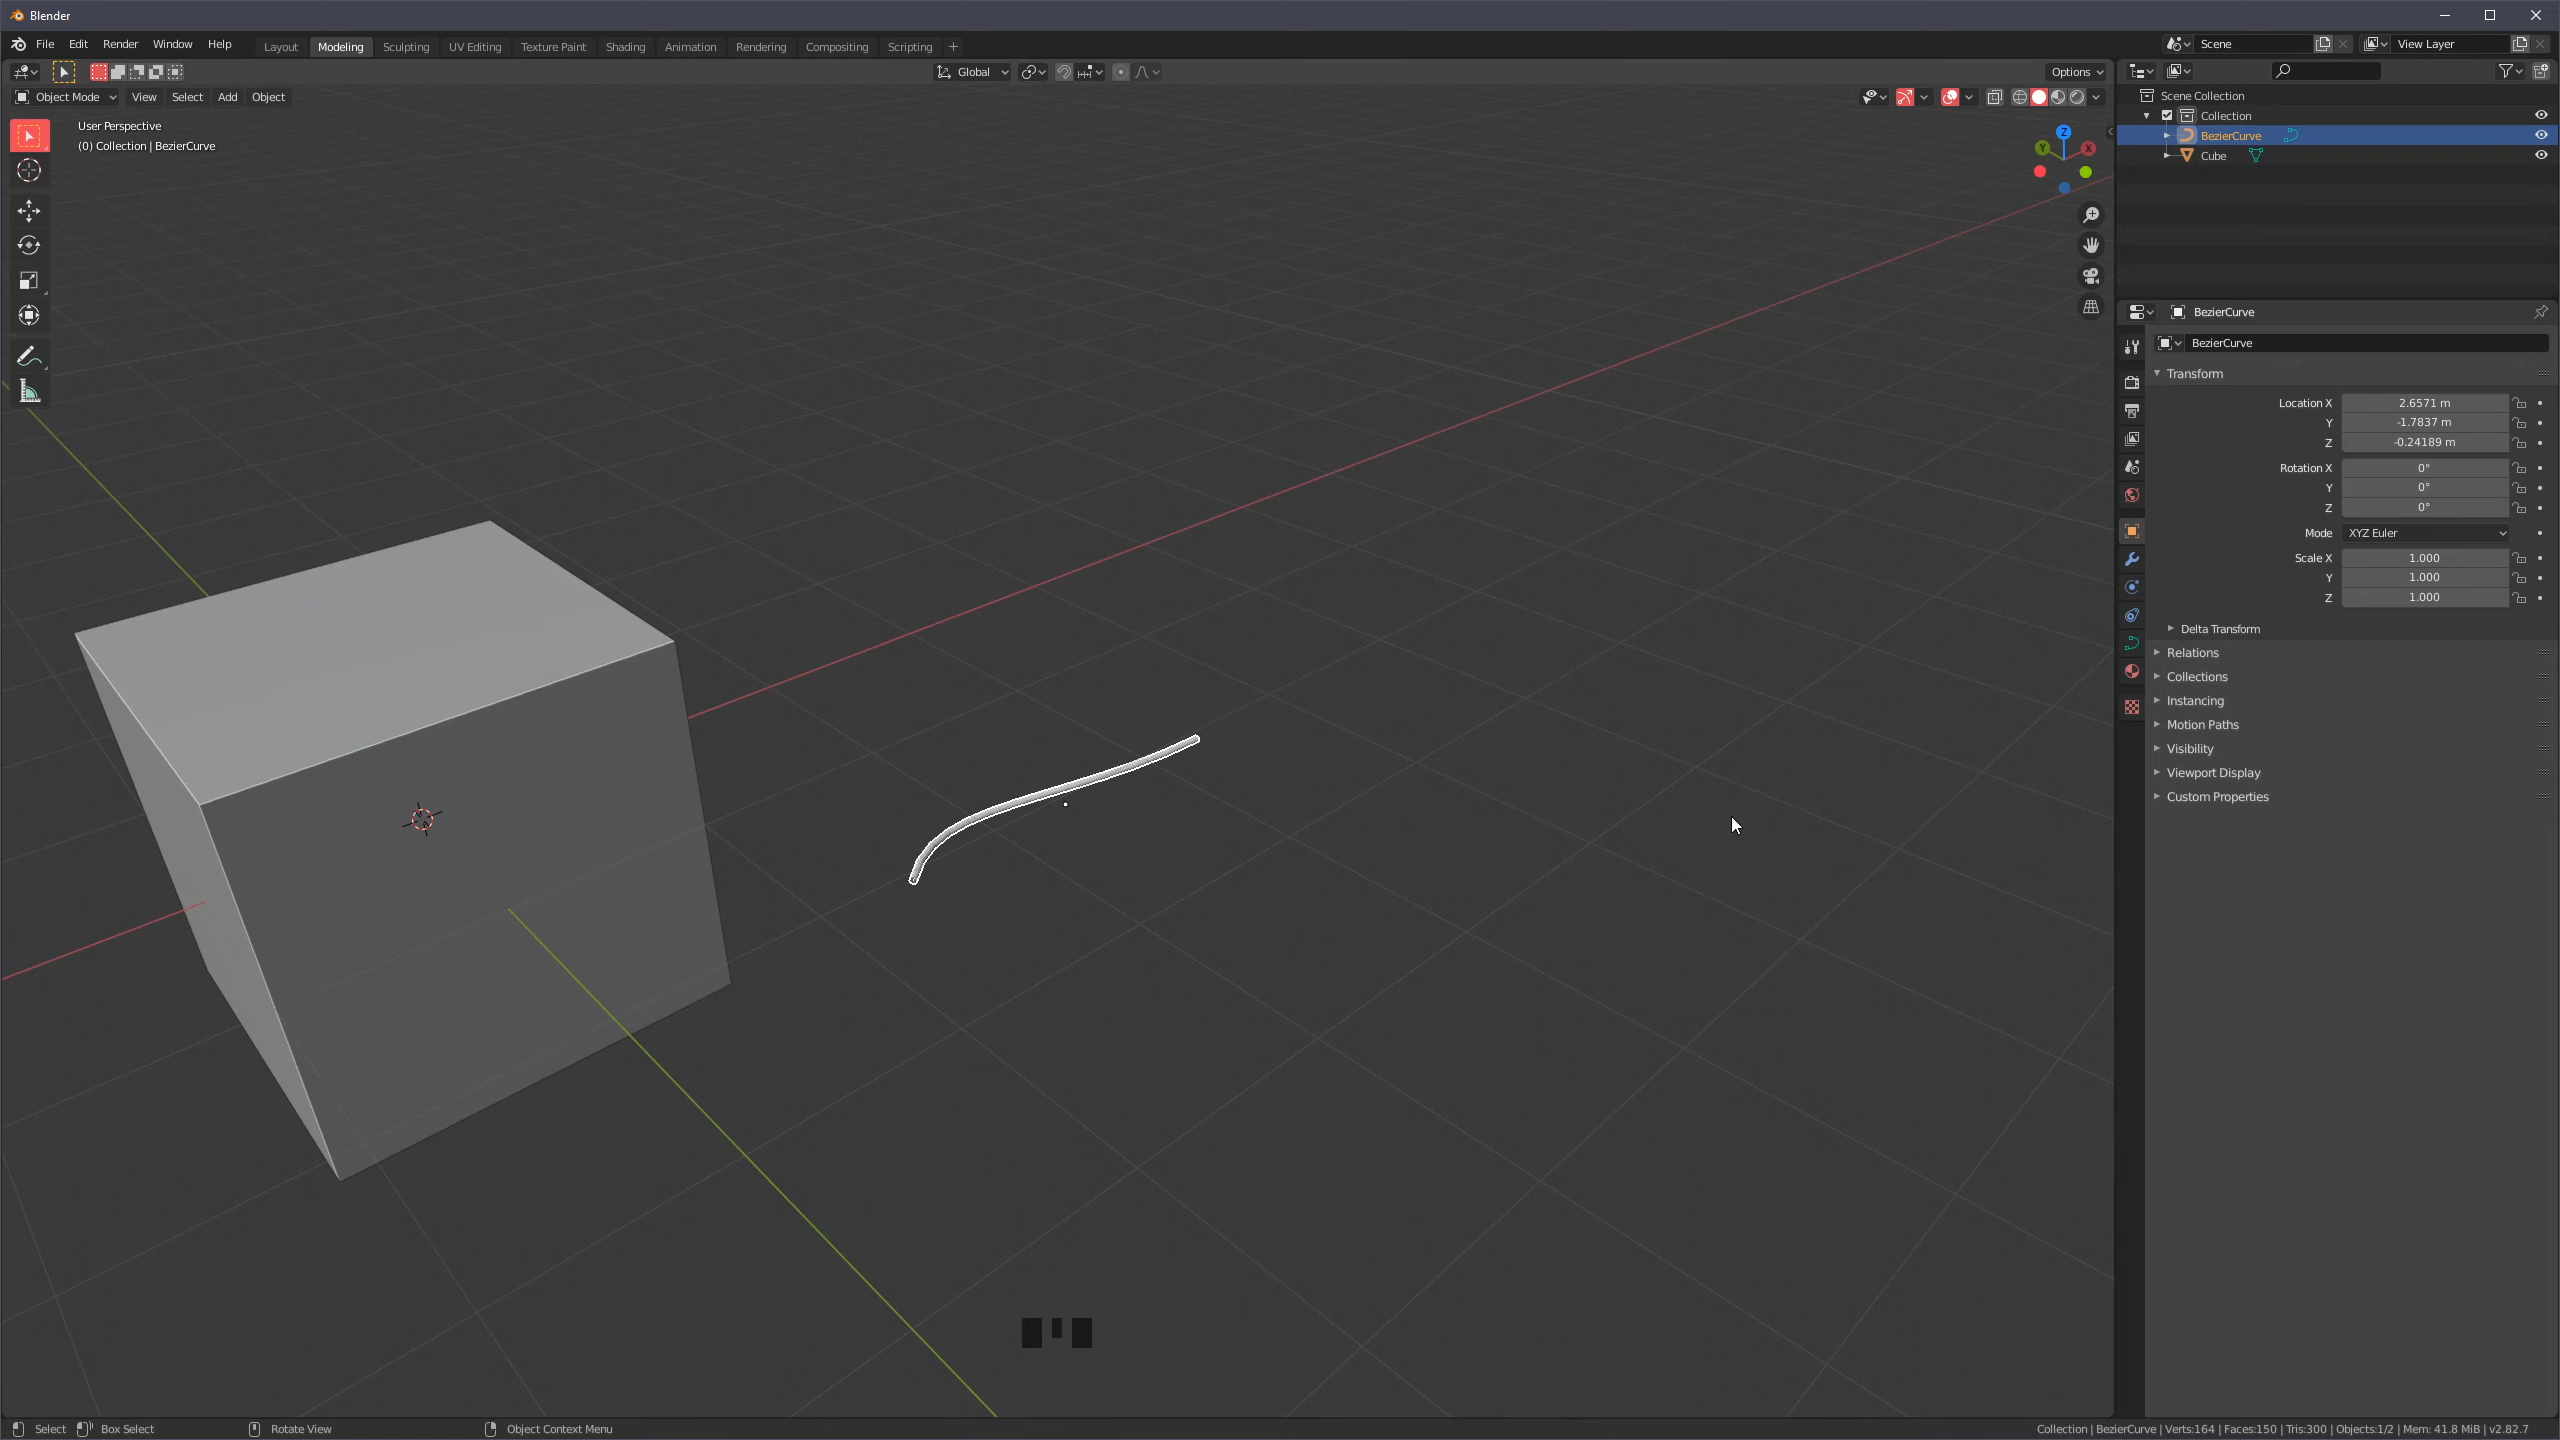 Blender
File Edit Render Window Help
Layout Modeling Sculpting UV Editing Texture Paint Shading Animation Rendering Compositing Scripting +
Scene
View Layer
Global
Options
Object Mode View Select Add Object
User Perspective
(0) Collection | BezierCurve
Z
Y
X
Scene Collection
Collection
BezierCurve
Cube
BezierCurve
BezierCurve
Transform
Location X 2.6571 m
Y -1.7837 m
Z -0.24189 m
Rotation X 0°
Y 0°
Z 0°
Mode XYZ Euler
Scale X 1.000
Y 1.000
Z 1.000
Delta Transform
Relations
Collections
Instancing
Motion Paths
Visibility
Viewport Display
Custom Properties
Select Box Select Rotate View Object Context Menu
Collection | BezierCurve | Verts:164 | Faces:150 | Tris:300 | Objects:1/2 | Mem: 41.8 MiB | v2.82.7